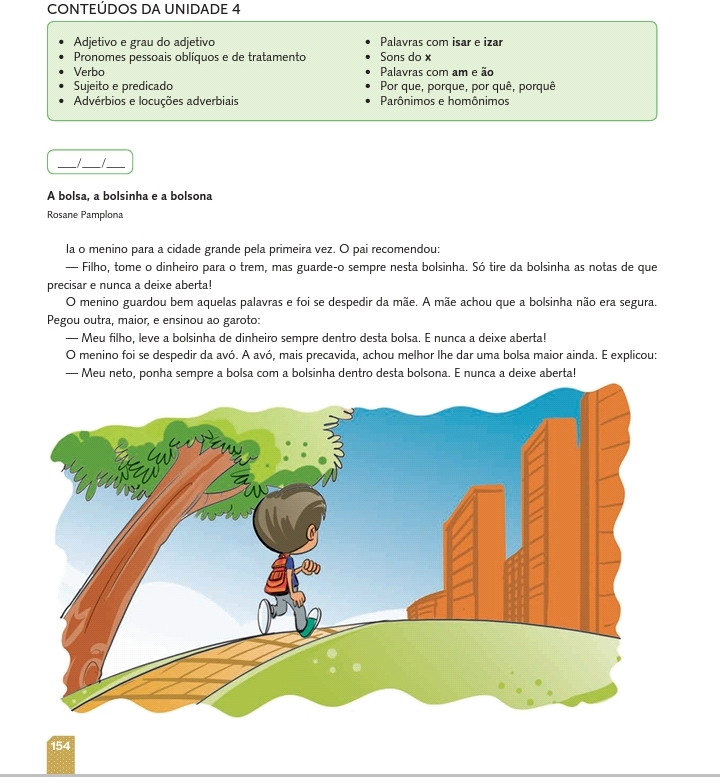 CONTEÚDOS DA UNIDADE 4
• Adjetivo e grau do adjetivo
• Pronomes pessoais oblíquos e de tratamento
• Verbo
• Sujeito e predicado
• Advérbios e locuções adverbiais
• Palavras com isar e izar
• Sons do x
• Palavras com am e ão
• Por que, porque, por quê, porquê
• Parônimos e homônimos
___/___/___
A bolsa, a bolsinha e a bolsona
Rosane Pamplona
Ia o menino para a cidade grande pela primeira vez. O pai recomendou:
— Filho, tome o dinheiro para o trem, mas guarde-o sempre nesta bolsinha. Só tire da bolsinha as notas de que
precisar e nunca a deixe aberta!
O menino guardou bem aquelas palavras e foi se despedir da mãe. A mãe achou que a bolsinha não era segura.
Pegou outra, maior, e ensinou ao garoto:
— Meu filho, leve a bolsinha de dinheiro sempre dentro desta bolsa. E nunca a deixe aberta!
O menino foi se despedir da avó. A avó, mais precavida, achou melhor lhe dar uma bolsa maior ainda. E explicou:
— Meu neto, ponha sempre a bolsa com a bolsinha dentro desta bolsona. E nunca a deixe aberta!
154